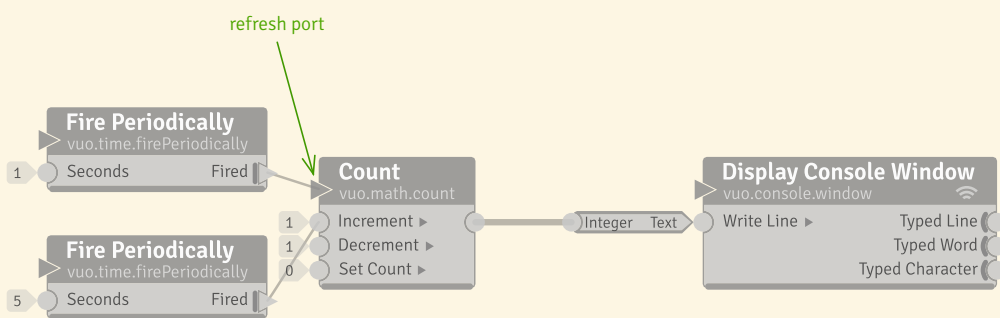 refresh port
Fire Periodically
vuo.time.firePeriodically
1 Seconds Fired
Fire Periodically
vuo.time.firePeriodically
5 Seconds Fired
Count
vuo.math.count
1 Increment
1 Decrement
0 Set Count
Integer Text
Display Console Window
vuo.console.window
Write Line Typed Line
Typed Word
Typed Character